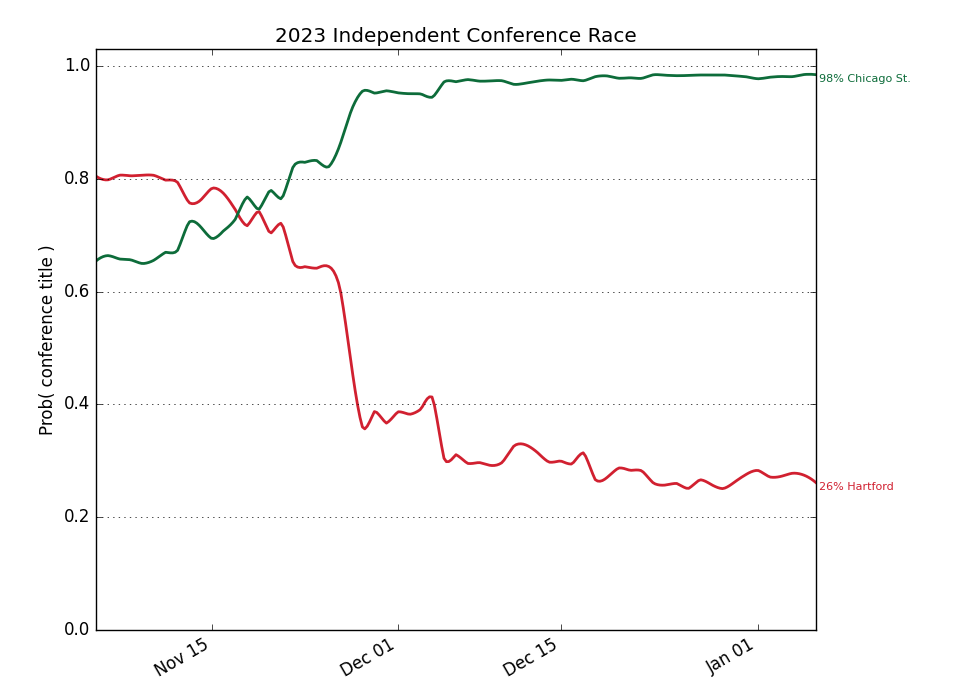 2023 Independent Conference Race
Prob( conference title )
1.0
0.8
0.6
0.4
0.2
0.0
98% Chicago St.
26% Hartford
Nov 15
Dec 01
Dec 15
Jan 01